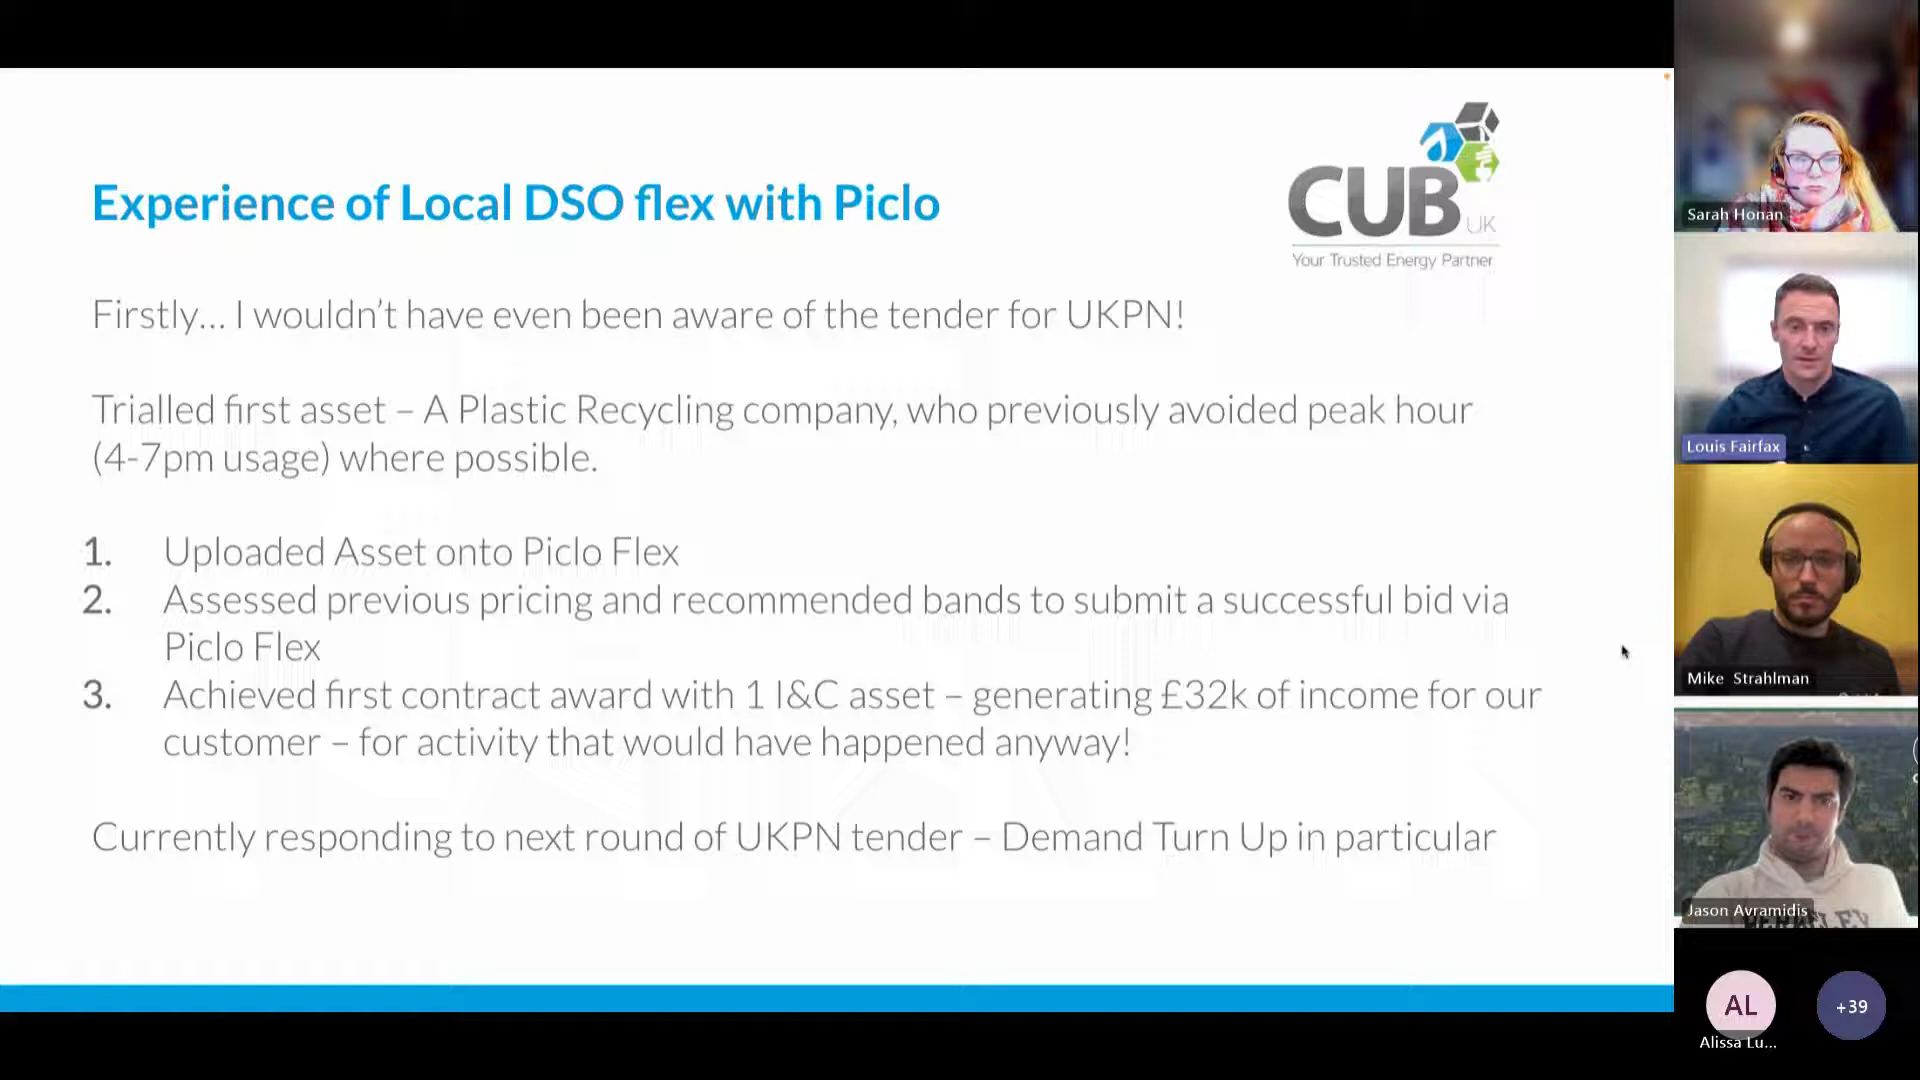 CUB
UK
Your Trusted Energy Partner
Experience of Local DSO flex with Piclo
Firstly... I wouldn't have even been aware of the tender for UKPN!
Trialled first asset – A Plastic Recycling company, who previously avoided peak hour
(4-7pm usage) where possible.
1. Uploaded Asset onto Piclo Flex
2. Assessed previous pricing and recommended bands to submit a successful bid via
Piclo Flex
3. Achieved first contract award with 1 I&C asset – generating £32k of income for our
customer – for activity that would have happened anyway!
Currently responding to next round of UKPN tender – Demand Turn Up in particular
Sarah Honan
Louis Fairfax
Mike Strahlman
Jason Avramidis
BERKELEY
AL
Alissa Lu...
+39